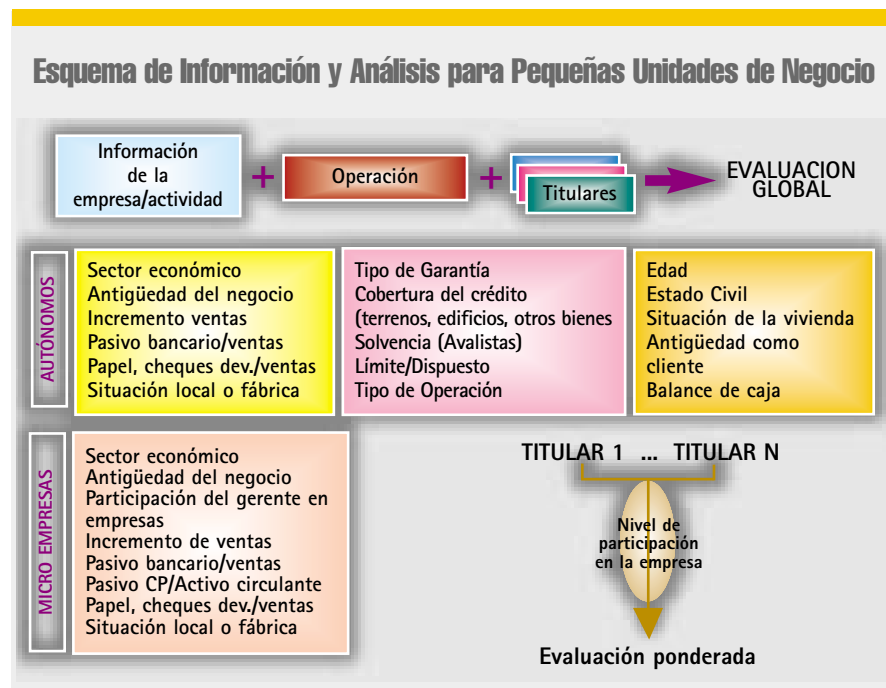 Esquema de Información y Análisis para Pequeñas Unidades de Negocio
Información
de la
empresa/actividad
+
Operación
+
Titulares
EVALUACION
GLOBAL
AUTÓNOMOS
Sector económico
Antigüedad del negocio
Incremento ventas
Pasivo bancario/ventas
Papel, cheques dev./ventas
Situación local o fábrica
Tipo de Garantía
Cobertura del crédito
(terrenos, edificios, otros bienes
Solvencia (Avalistas)
Límite/Dispuesto
Tipo de Operación
Edad
Estado Civil
Situación de la vivienda
Antigüedad como
cliente
Balance de caja
MICRO EMPRESAS
Sector económico
Antigüedad del negocio
Participación del gerente en
empresas
Incremento de ventas
Pasivo bancario/ventas
Pasivo CP/Activo circulante
Papel, cheques dev./ventas
Situación local o fábrica
TITULAR 1 ... TITULAR N
Nivel de
participación
en la empresa
Evaluación ponderada